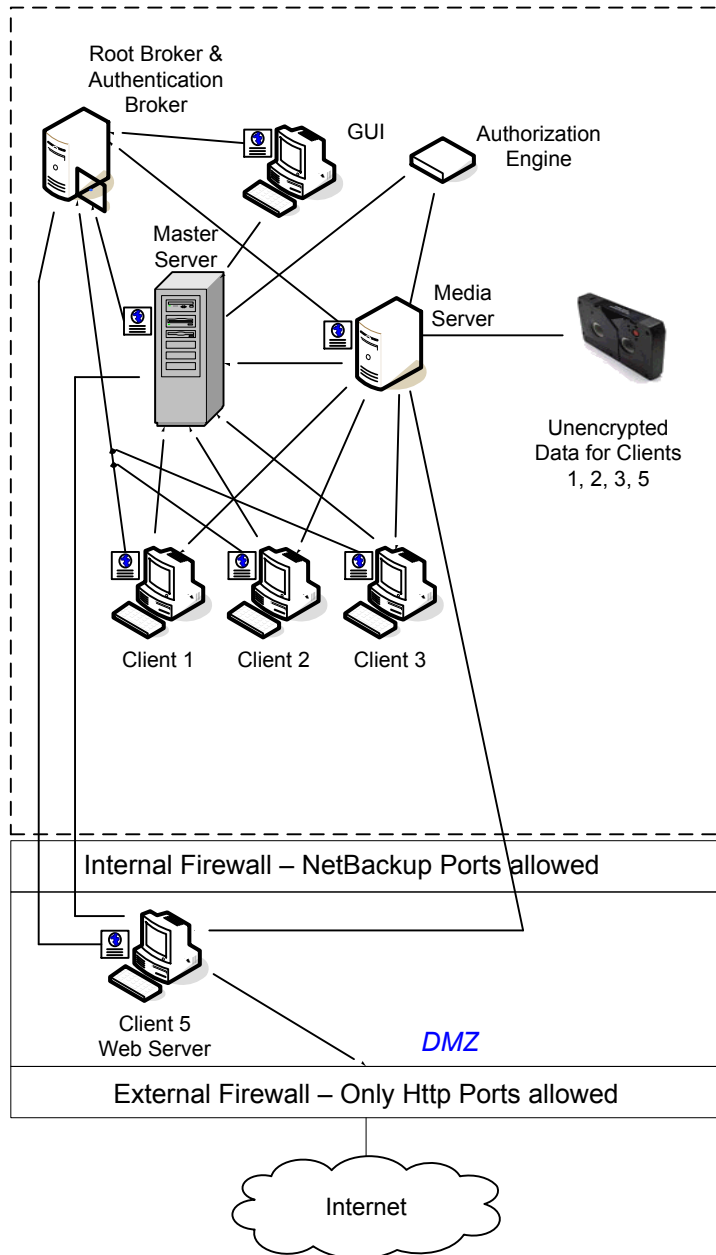 Root Broker &
Authentication
Broker
GUI
Authorization
Engine
Master
Server
Media
Server
Unencrypted
Data for Clients
1, 2, 3, 5
Client 1
Client 2
Client 3
Internal Firewall – NetBackup Ports allowed
Client 5
Web Server
DMZ
External Firewall – Only Http Ports allowed
Internet